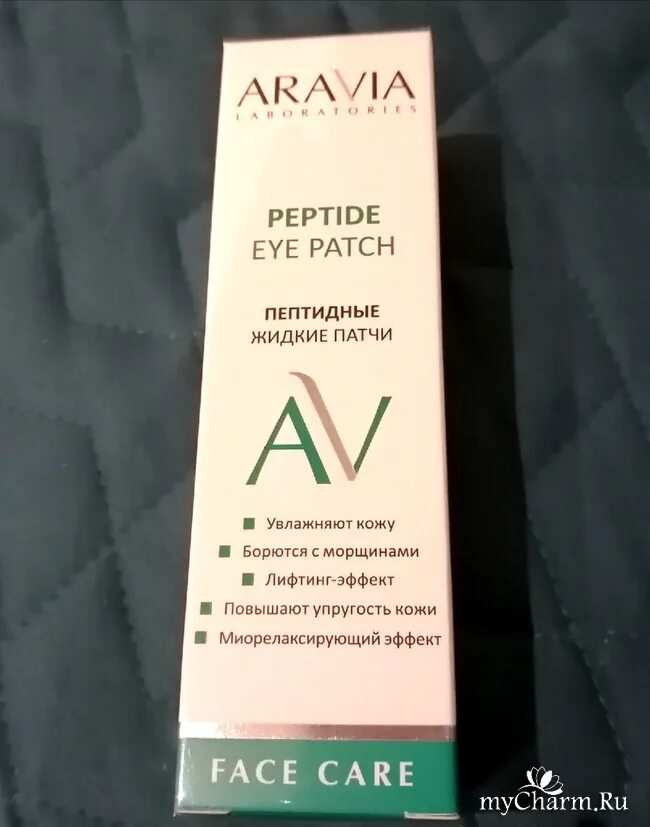 ARAVIA
LABORATORIES
PEPTIDE
EYE PATCH
ПЕПТИДНЫЕ
ЖИДКИЕ ПАТЧИ
AV
Увлажняют кожу
Борются с морщинами
Лифтинг-эффект
Повышают упругость кожи
Миорелаксирующий эффект
FACE CARE
myCharm.Ru